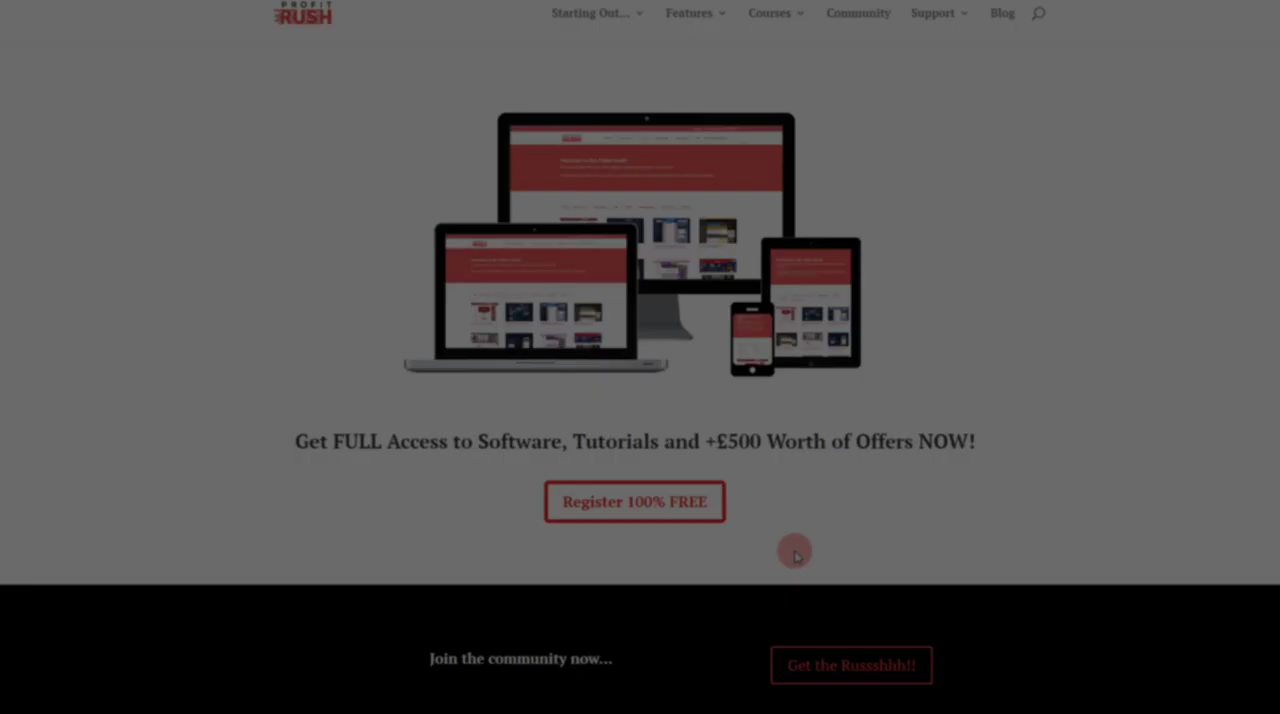 PROFIT
RUSH
Starting Out...
Features
Courses
Community
Support
Blog
Get FULL Access to Software, Tutorials and +£500 Worth of Offers NOW!
Register 100% FREE
Join the community now...
Get the Russshhh!!